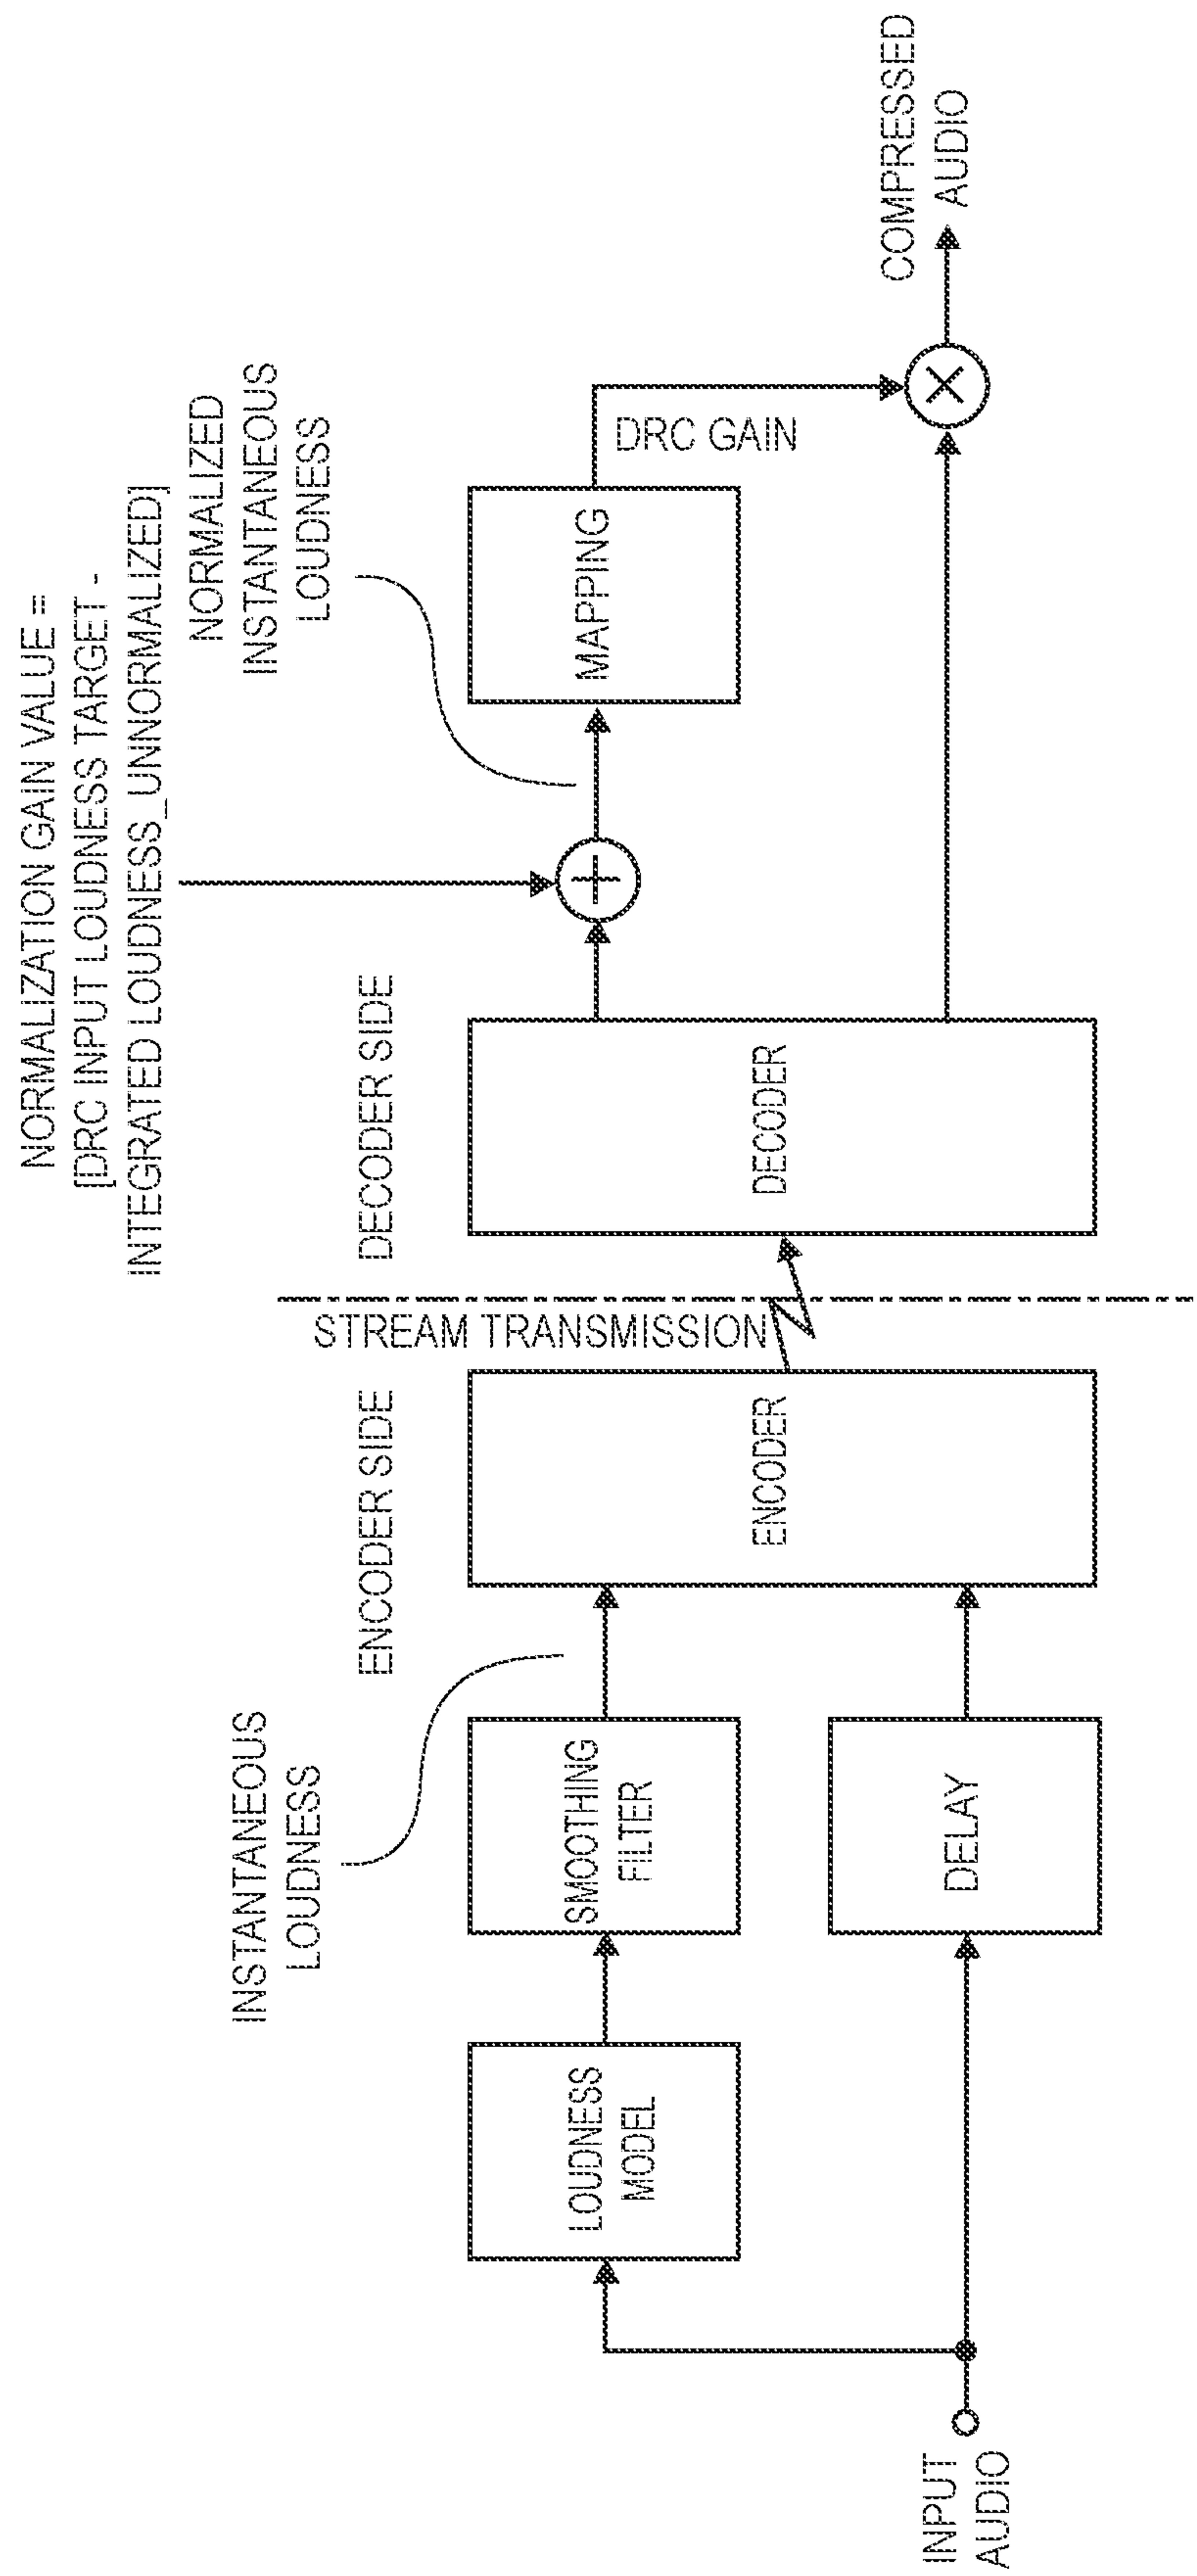 NORMALIZATION GAIN VALUE =
[DRC INPUT LOUDNESS TARGET -
INTEGRATED LOUDNESS_UNNORMALIZED]
NORMALIZED
INSTANTANEOUS
LOUDNESS
INSTANTANEOUS
LOUDNESS
ENCODER SIDE
STREAM TRANSMISSION
DECODER SIDE
LOUDNESS
MODEL
SMOOTHING
FILTER
ENCODER
DECODER
MAPPING
DRC GAIN
DELAY
INPUT
AUDIO
COMPRESSED
AUDIO